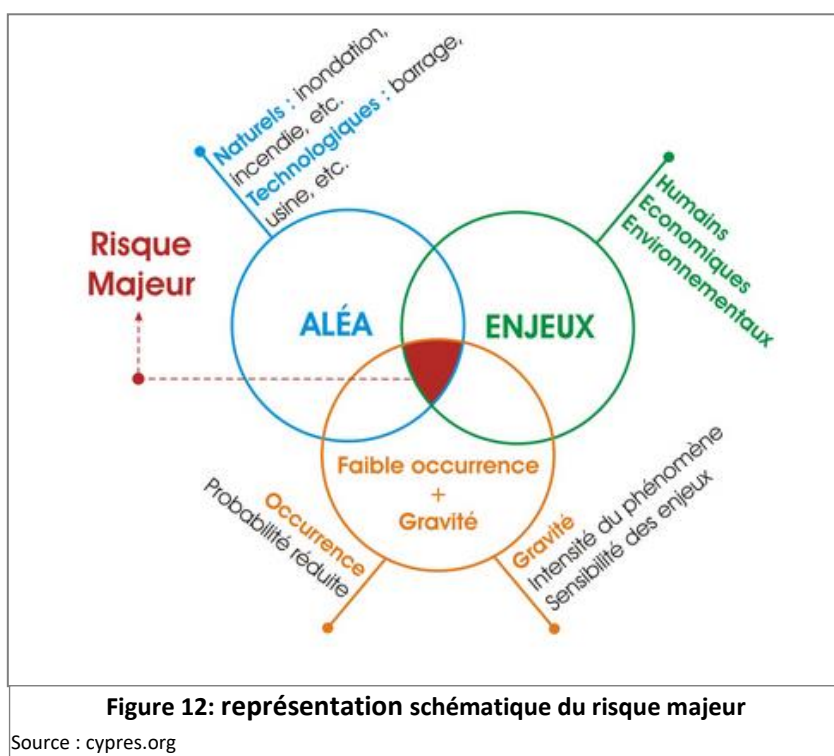 Naturels : inondation,
incendie, etc.
Technologiques : barrage,
usine, etc.
Humains
Economiques
Environnementaux
Risque
Majeur
ALÉA
ENJEUX
Faible occurrence
+
Gravité
Occurrence
Probabilité réduite
Gravité
Intensité du phénomène
Sensibilité des enjeux
Figure 12: représentation schématique du risque majeur
Source : cypres.org